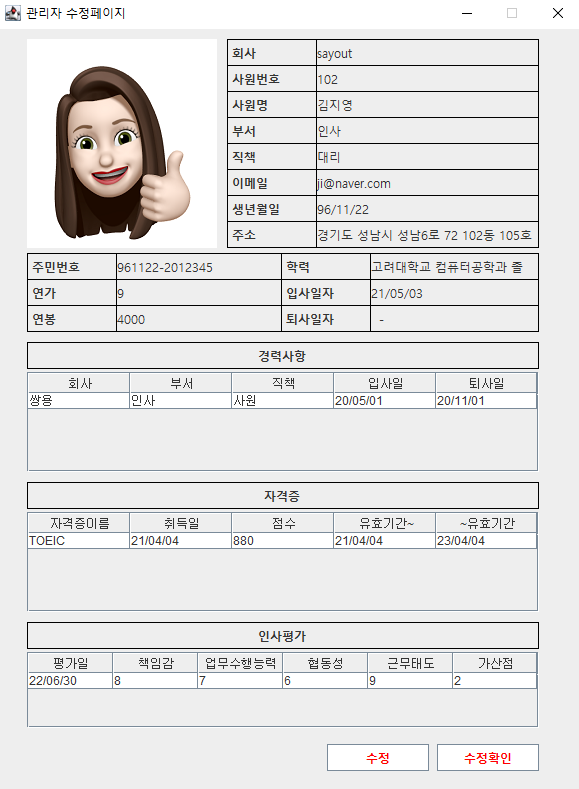 관리자 수정페이지
회사 sayout
사원번호 102
사원명 김지영
부서 인사
직책 대리
이메일 ji@naver.com
생년월일 96/11/22
주소 경기도 성남시 성남6로 72 102동 105호
주민번호 961122-2012345 학력 고려대학교 컴퓨터공학과 졸
연가 9 입사일자 21/05/03
연봉 4000 퇴사일자 -
경력사항
회사 부서 직책 입사일 퇴사일
쌍용 인사 사원 20/05/01 20/11/01
자격증
자격증이름 취득일 점수 유효기간~ ~유효기간
TOEIC 21/04/04 880 21/04/04 23/04/04
인사평가
평가일 책임감 업무수행능력 협동성 근무태도 가산점
22/06/30 8 7 6 9 2
수정 수정확인